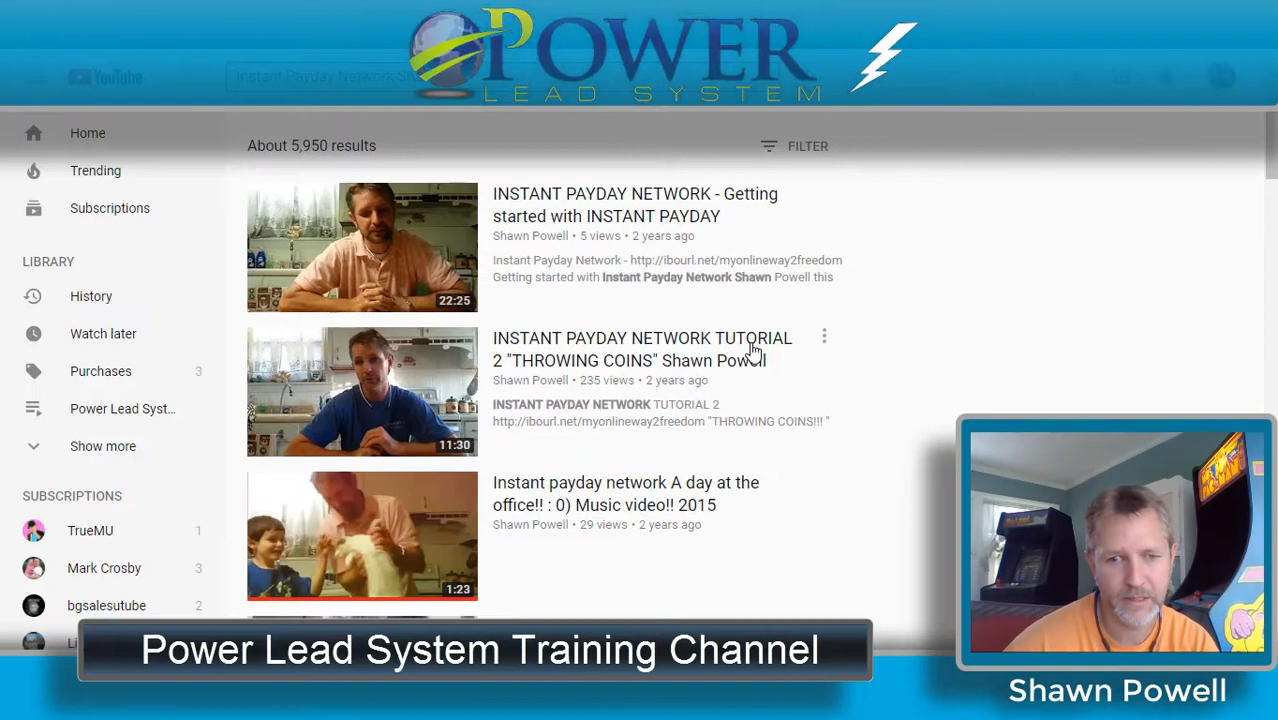 POWER
LEAD SYSTEM
YouTube
Instant Payday Network Sh
Home
Trending
Subscriptions
LIBRARY
History
Watch later
Purchases 3
Power Lead Syst...
Show more
SUBSCRIPTIONS
TrueMU 1
Mark Crosby 3
bgsalesutube 2
About 5,950 results
FILTER
INSTANT PAYDAY NETWORK - Getting
started with INSTANT PAYDAY
Shawn Powell • 5 views • 2 years ago
Instant Payday Network - http://ibourl.net/myonlineway2freedom
Getting started with Instant Payday Network Shawn Powell this
22:25
INSTANT PAYDAY NETWORK TUTORIAL
2 "THROWING COINS" Shawn Powell
Shawn Powell • 235 views • 2 years ago
INSTANT PAYDAY NETWORK TUTORIAL 2
http://ibourl.net/myonlineway2freedom "THROWING COINS!!! "
11:30
Instant payday network A day at the
office!! : 0) Music video!! 2015
Shawn Powell • 29 views • 2 years ago
1:23
Power Lead System Training Channel
Shawn Powell